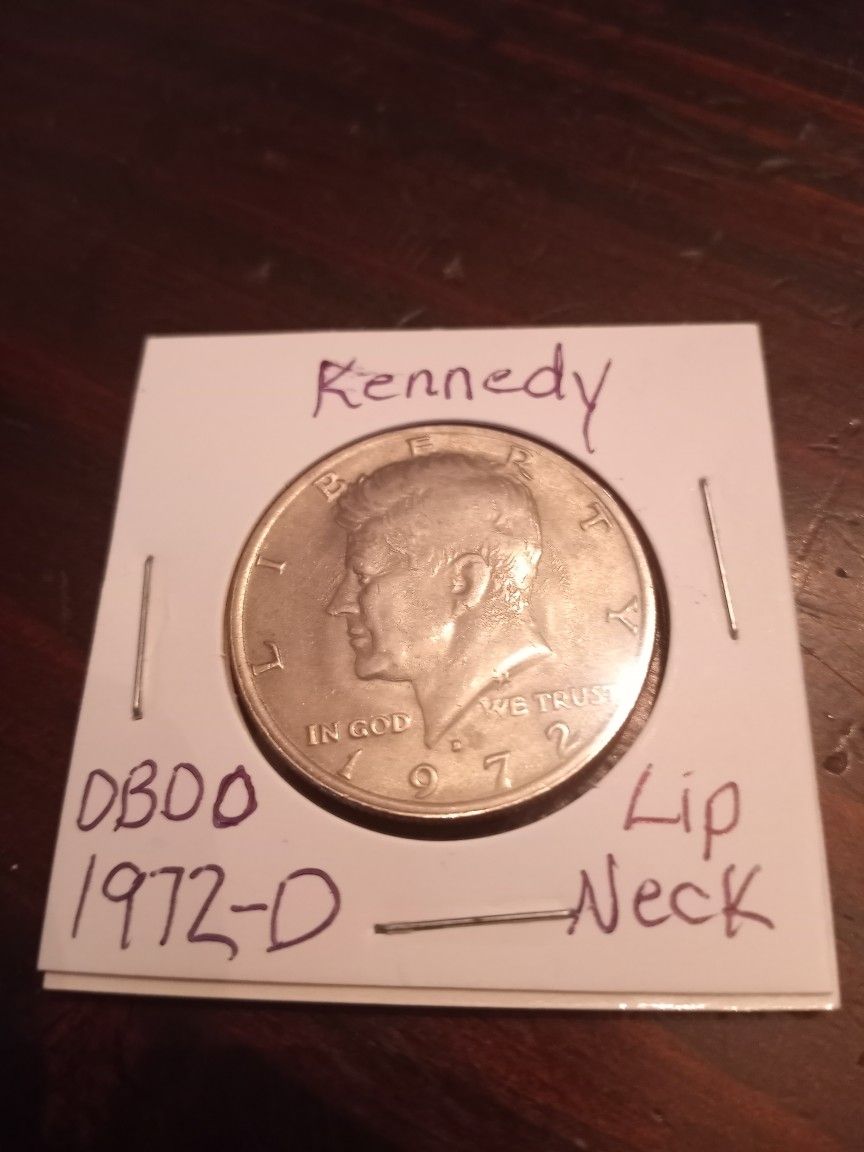 Kennedy
LIBERTY
IN GOD WE TRUST
1972
DBDO
Lip
1972-D
Neck